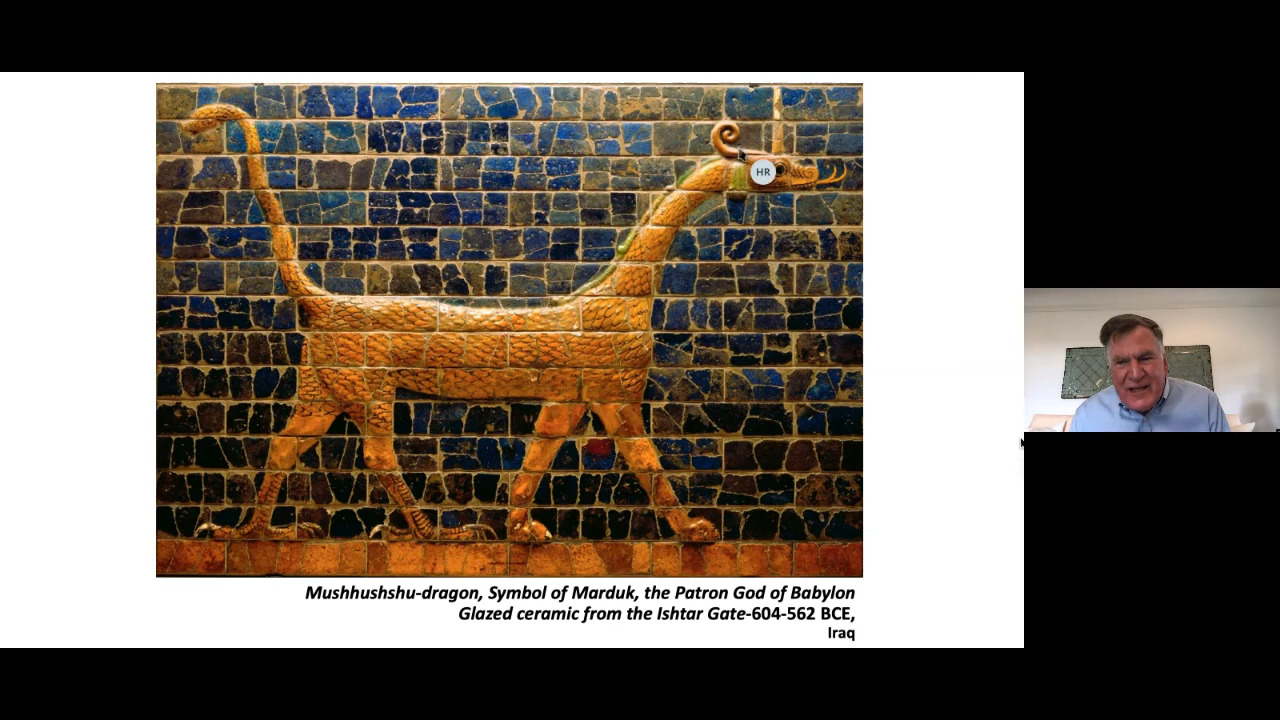 HR
Mushhushshu-dragon, Symbol of Marduk, the Patron God of Babylon
Glazed ceramic from the Ishtar Gate-604-562 BCE,
Iraq